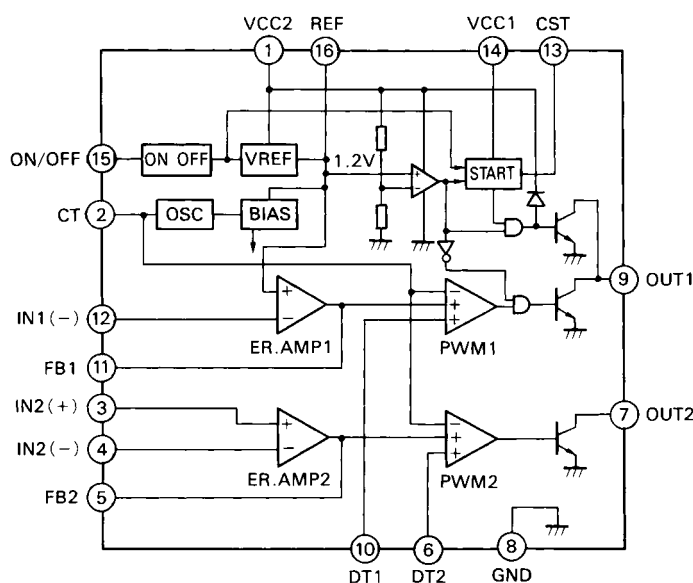 VCC2 REF VCC1 CST
1 16 14 13
15 ON/OFF ON OFF VREF 1.2V + − START
2 CT OSC BIAS
9 OUT1
12 IN1(−) + − ER.AMP1 − + + PWM1
11 FB1
3 IN2(+)
7 OUT2
4 IN2(−) + − ER.AMP2 − + + PWM2
5 FB2
10 6 8
DT1 DT2 GND